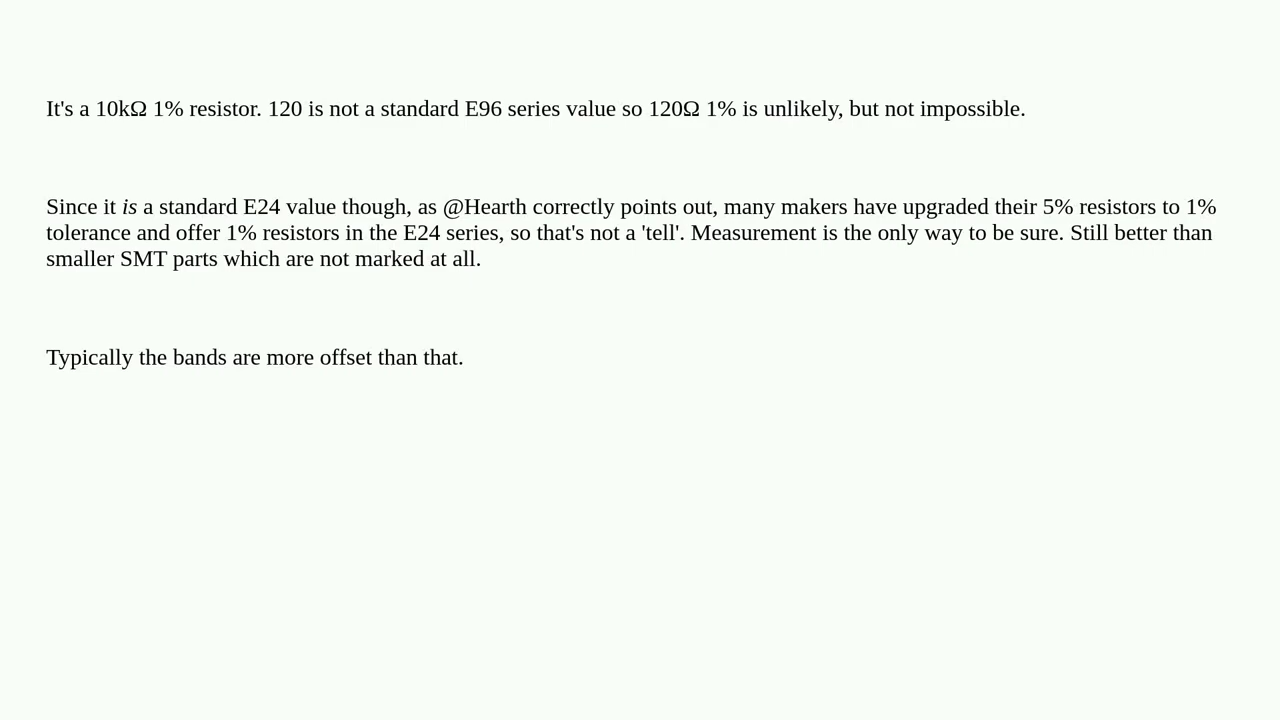 It's a 10kΩ 1% resistor. 120 is not a standard E96 series value so 120Ω 1% is unlikely, but not impossible.
Since it is a standard E24 value though, as @Hearth correctly points out, many makers have upgraded their 5% resistors to 1%
tolerance and offer 1% resistors in the E24 series, so that's not a 'tell'. Measurement is the only way to be sure. Still better than
smaller SMT parts which are not marked at all.
Typically the bands are more offset than that.